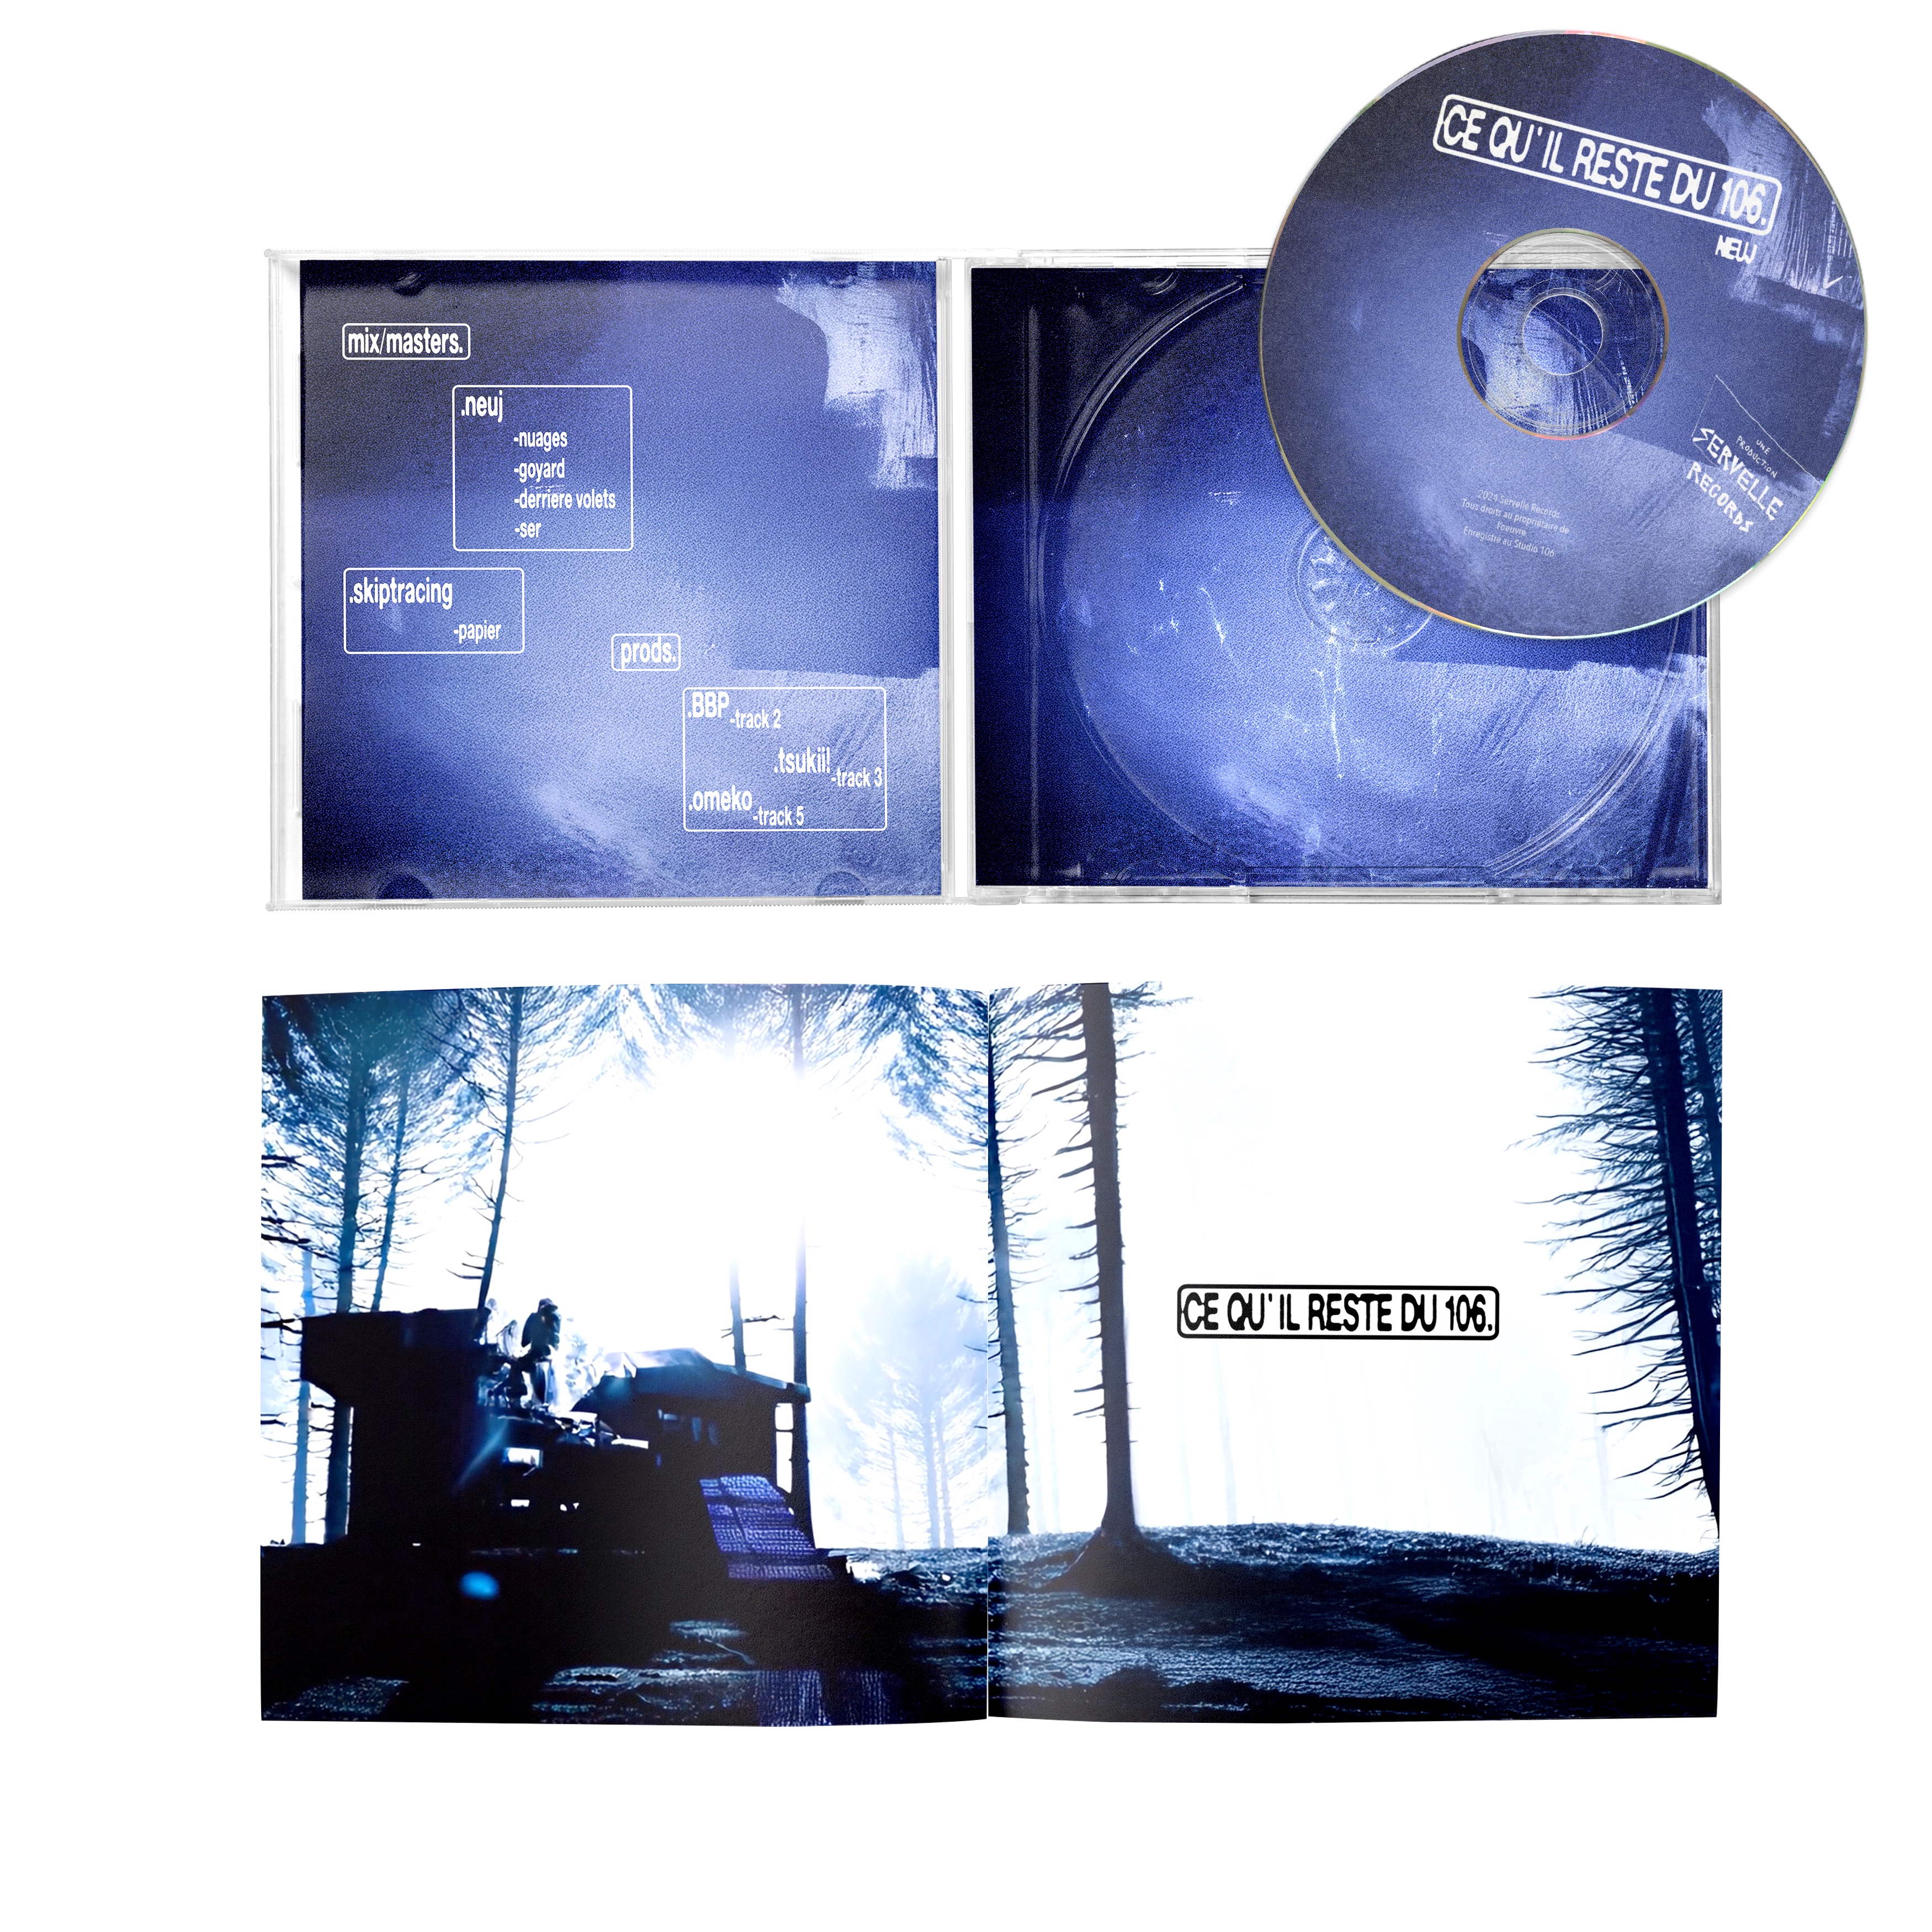 CE QU'IL RESTE DU 106.
NEUJ
UNE
PRODUCTION
SERVELLE
RECORDS
2024 Servelle Records
Tous droits au propriétaire de
l'oeuvre
Enregistré au Studio 106
mix/masters.
.neuj
-nuages
-goyard
-derriere volets
-ser
.skiptracing
-papier
prods.
.BBP -track 2
.tsukii! -track 3
.omeko -track 5
CE QU'IL RESTE DU 106.